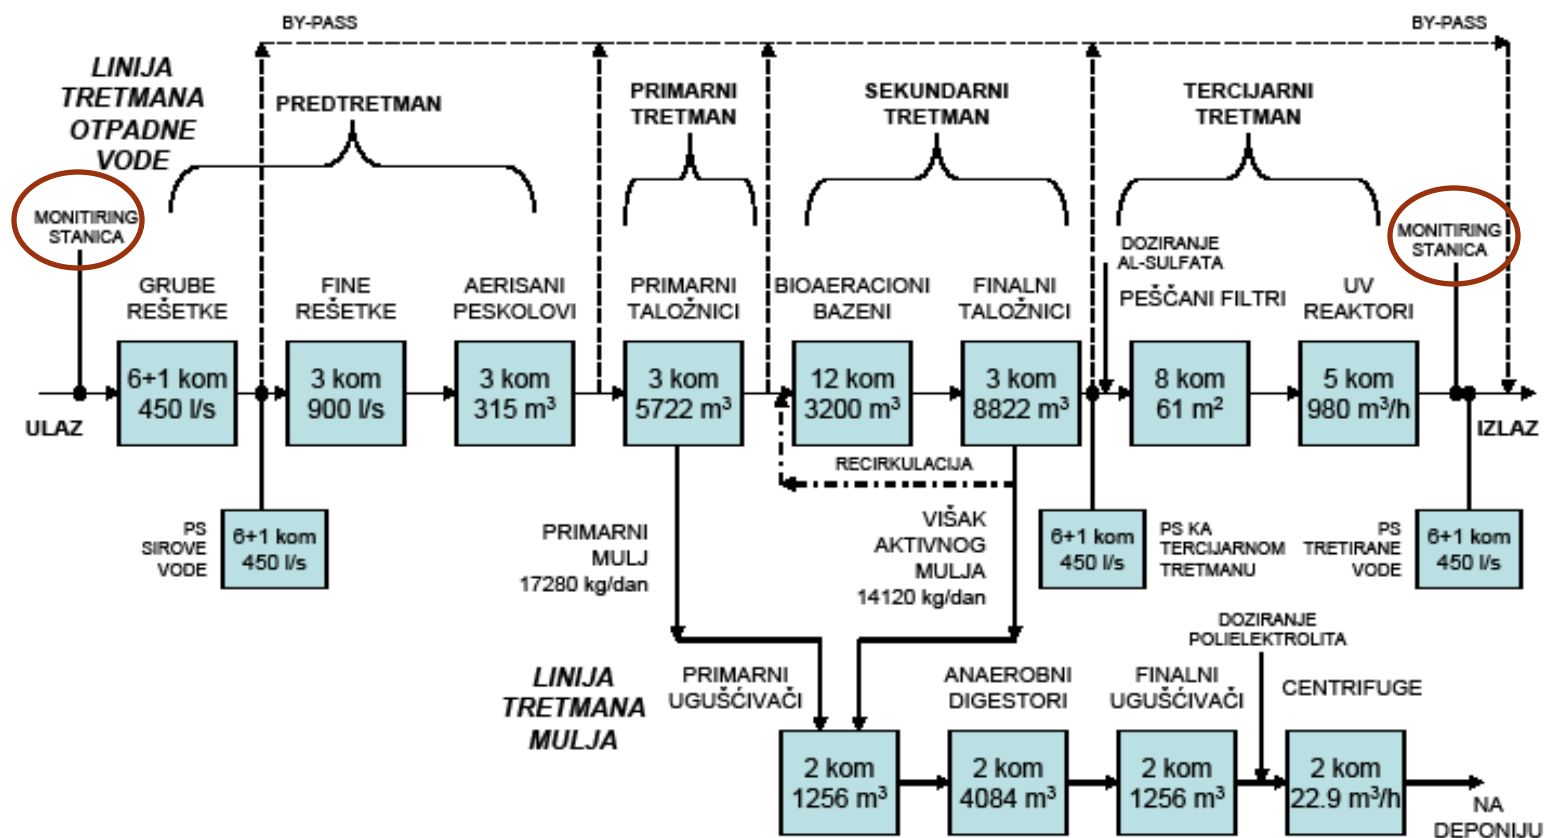 BY-PASS
BY-PASS
LINIJA
TRETMANA
OTPADNE
VODE
PREDTRETMAN
PRIMARNI
TRETMAN
SEKUNDARNI
TRETMAN
TERCIJARNI
TRETMAN
MONITIRING
STANICA
MONITIRING
STANICA
DOZIRANJE
AL-SULFATA
GRUBE
REŠETKE
FINE
REŠETKE
AERISANI
PESKOLOVI
PRIMARNI
TALOŽNICI
BIOAERACIONI
BAZENI
FINALNI
TALOŽNICI
PEŠČANI FILTRI
UV
REAKTORI
6+1 kom
450 l/s
3 kom
900 l/s
3 kom
315 m³
3 kom
5722 m³
12 kom
3200 m³
3 kom
8822 m³
8 kom
61 m²
5 kom
980 m³/h
ULAZ
IZLAZ
RECIRKULACIJA
PS
SIROVE
VODE
6+1 kom
450 l/s
PRIMARNI
MULJ
17280 kg/dan
VIŠAK
AKTIVNOG
MULJA
14120 kg/dan
6+1 kom
450 l/s
PS KA
TERCIJARNOM
TRETMANU
PS
TRETIRANE
VODE
6+1 kom
450 l/s
DOZIRANJE
POLIELEKTROLITA
LINIJA
TRETMANA
MULJA
PRIMARNI
UGUŠĆIVAČI
ANAEROBNI
DIGESTORI
FINALNI
UGUŠĆIVAČI
CENTRIFUGE
2 kom
1256 m³
2 kom
4084 m³
2 kom
1256 m³
2 kom
22.9 m³/h
NA
DEPONIJU